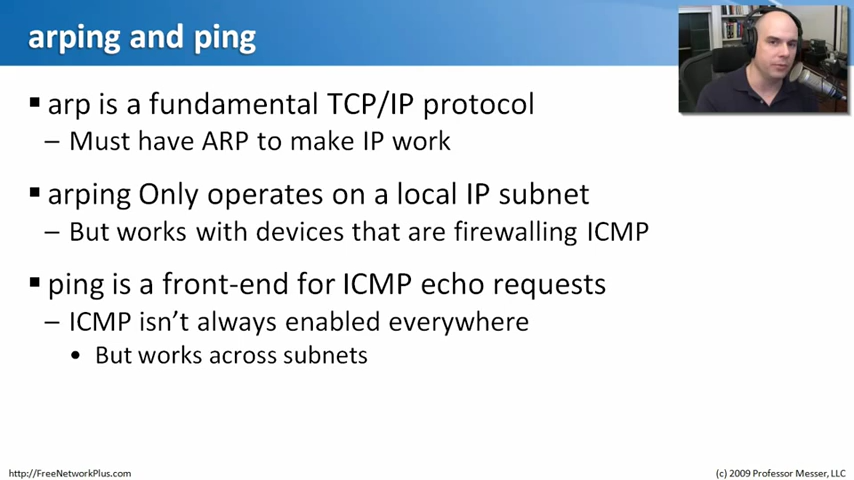 arping and ping
▪ arp is a fundamental TCP/IP protocol
– Must have ARP to make IP work
▪ arping Only operates on a local IP subnet
– But works with devices that are firewalling ICMP
▪ ping is a front-end for ICMP echo requests
– ICMP isn't always enabled everywhere
• But works across subnets
http://FreeNetworkPlus.com
(c) 2009 Professor Messer, LLC